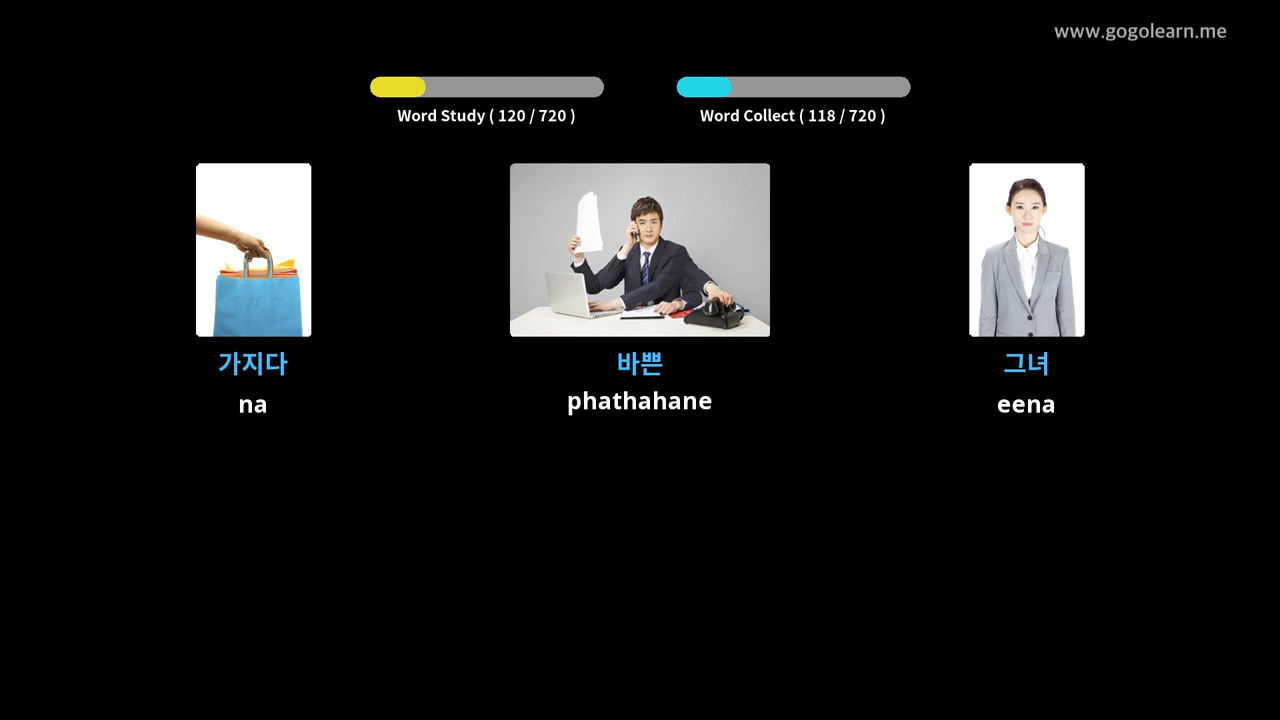 www.gogolearn.me
Word Study ( 120 / 720 )
Word Collect ( 118 / 720 )
가지다
바쁜
그녀
na
phathahane
eena